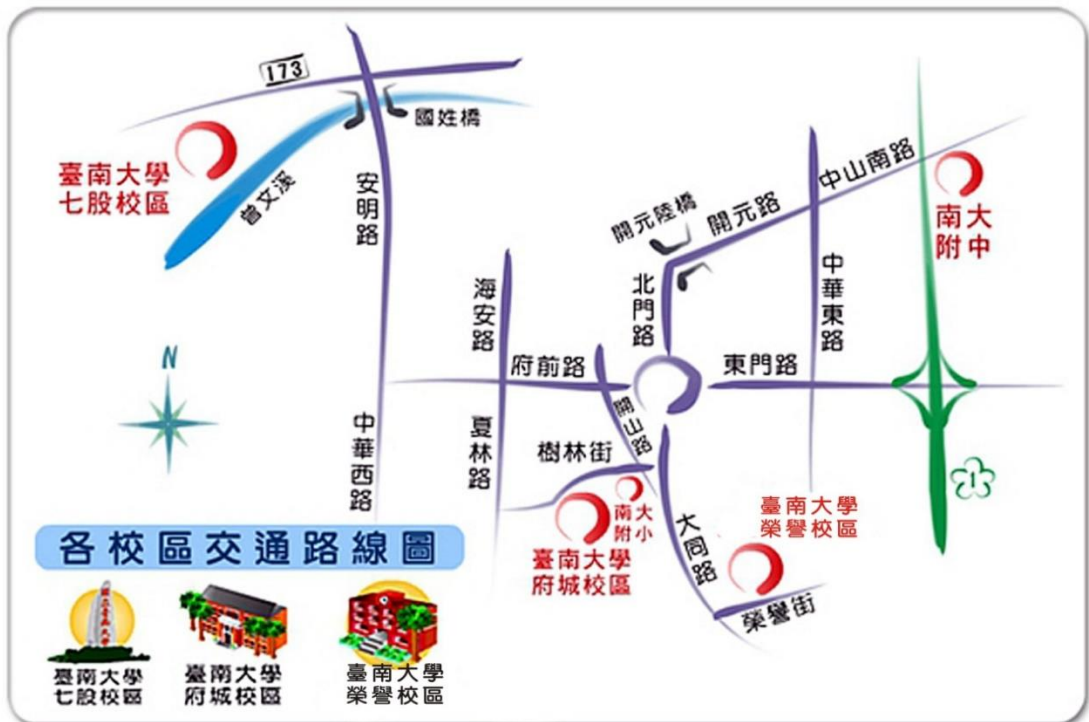 173
國姓橋
臺南大學
七股校區
曾文溪
安明路
中山南路
開元陸橋
開元路
南大
附中
北門路
中華東路
海安路
府前路
東門路
開山路
中華西路
夏林路
樹林街
南大
附小
臺南大學
府城校區
大同路
臺南大學
榮譽校區
榮譽街
N
1
各校區交通路線圖
國立臺南大學
臺南大學
七股校區
臺南大學
府城校區
臺南大學
榮譽校區